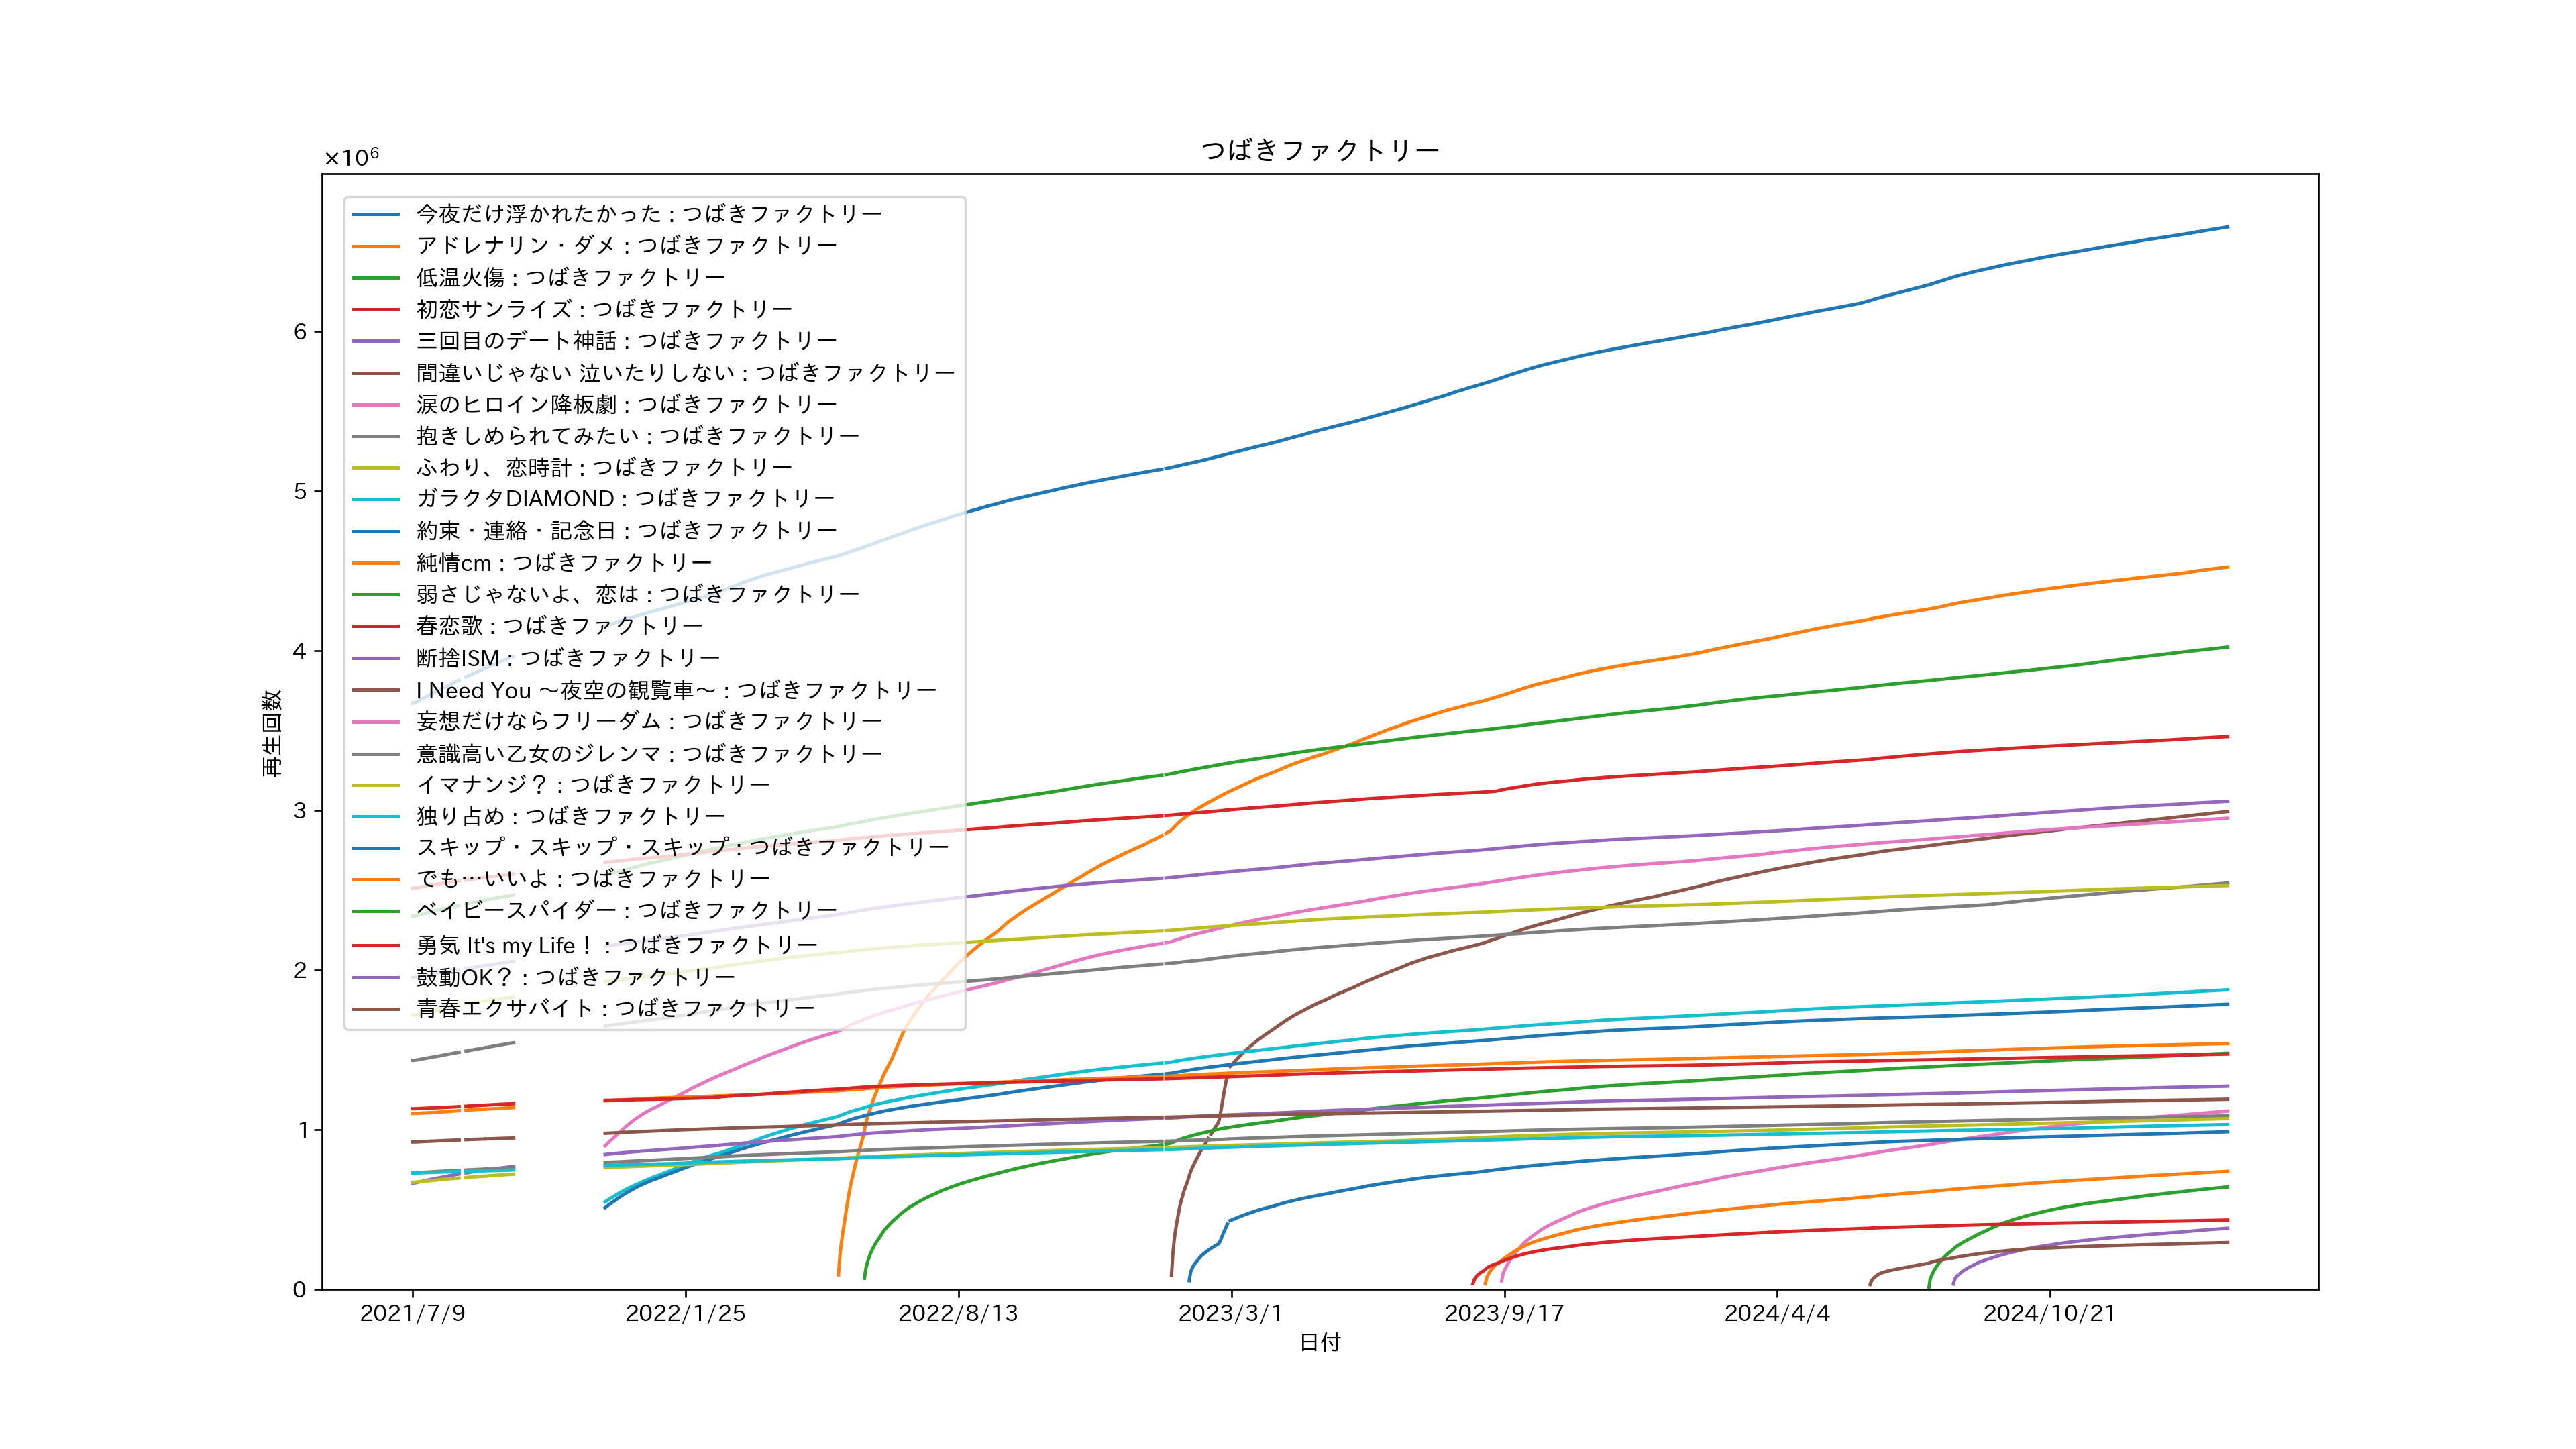 つばきファクトリー
×10⁶
今夜だけ浮かれたかった : つばきファクトリー
アドレナリン・ダメ : つばきファクトリー
低温火傷 : つばきファクトリー
初恋サンライズ : つばきファクトリー
三回目のデート神話 : つばきファクトリー
間違いじゃない 泣いたりしない : つばきファクトリー
涙のヒロイン降板劇 : つばきファクトリー
抱きしめられてみたい : つばきファクトリー
ふわり、恋時計 : つばきファクトリー
ガラクタDIAMOND : つばきファクトリー
約束・連絡・記念日 : つばきファクトリー
純情cm : つばきファクトリー
弱さじゃないよ、恋は : つばきファクトリー
春恋歌 : つばきファクトリー
断捨ISM : つばきファクトリー
I Need You ～夜空の観覧車～ : つばきファクトリー
妄想だけならフリーダム : つばきファクトリー
意識高い乙女のジレンマ : つばきファクトリー
イマナンジ？ : つばきファクトリー
独り占め : つばきファクトリー
スキップ・スキップ・スキップ : つばきファクトリー
でも…いいよ : つばきファクトリー
ベイビースパイダー : つばきファクトリー
勇気 It's my Life！ : つばきファクトリー
鼓動OK？ : つばきファクトリー
青春エクサバイト : つばきファクトリー
再生回数
6
5
4
3
2
1
0
2021/7/9
2022/1/25
2022/8/13
2023/3/1
2023/9/17
2024/4/4
2024/10/21
日付